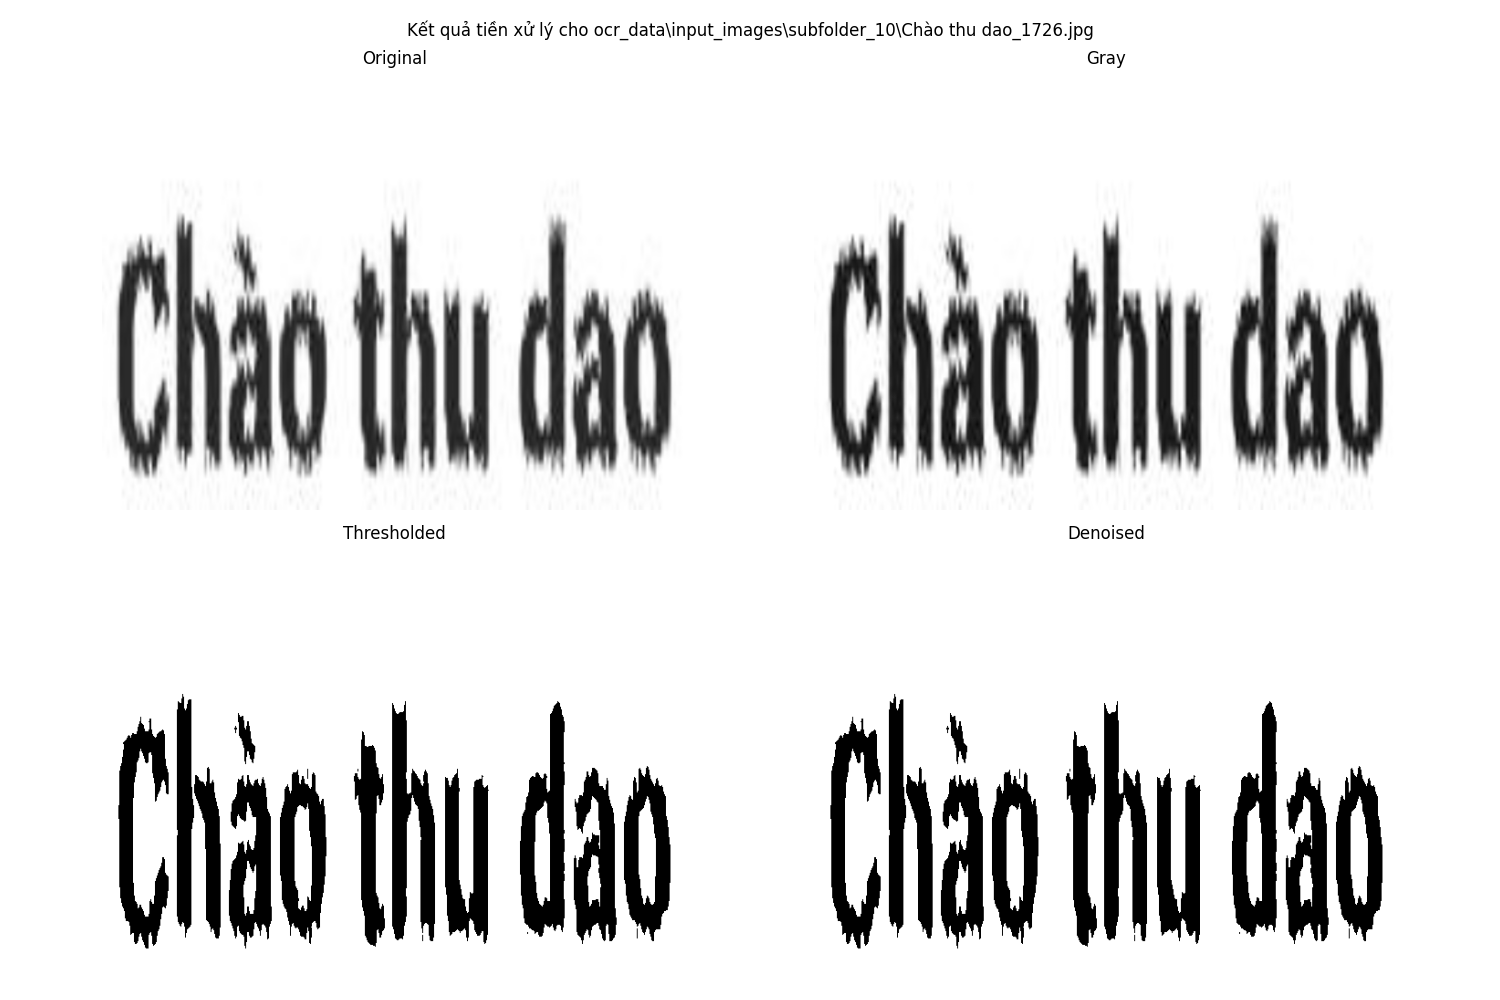 Kết quả tiền xử lý cho ocr_data\input_images\subfolder_10\Chào thu dao_1726.jpg
Original
Gray
Chào thu dao
Chào thu dao
Thresholded
Denoised
Chào thu dao
Chào thu dao